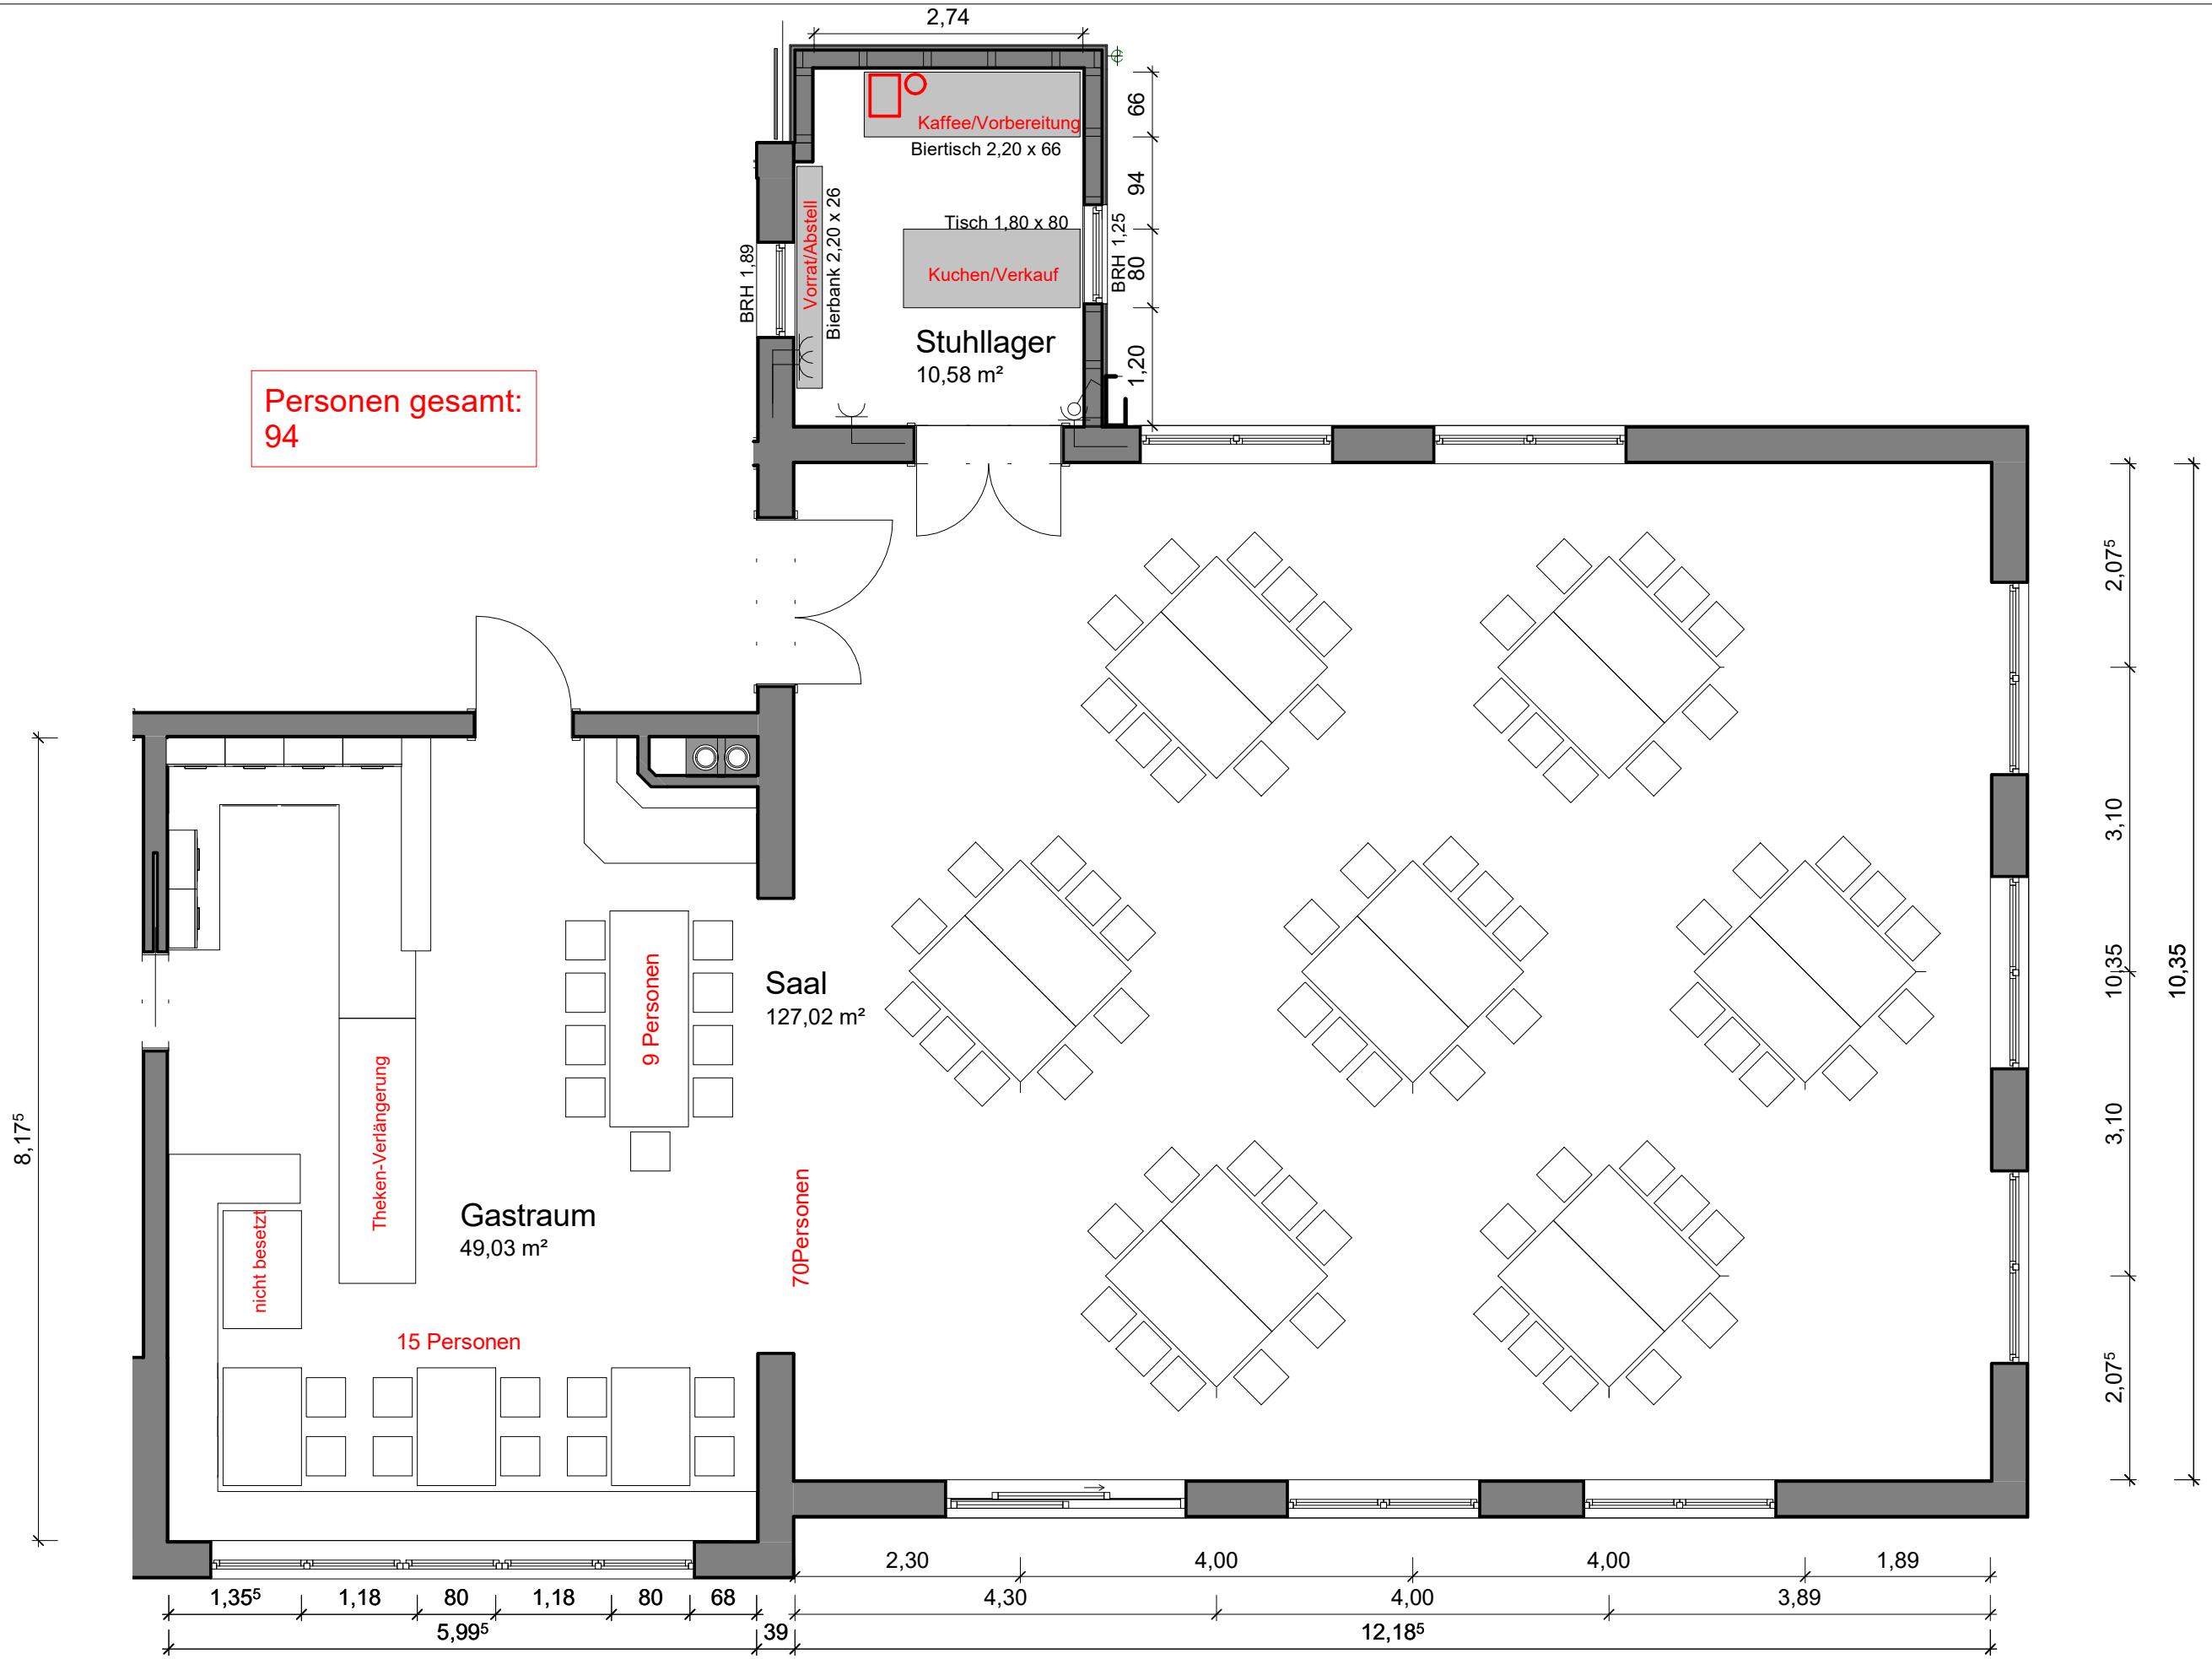 2,74
Kaffee/Vorbereitung
Biertisch 2,20 x 66
66
94
80
1,20
Vorrat/Abstell
Bierbank 2,20 x 26
Tisch 1,80 x 80
Kuchen/Verkauf
BRH 1,25
BRH 1,89
Stuhllager
10,58 m²
Personen gesamt:
94
2,07⁵
3,10
10,35
3,10
2,07⁵
10,35
8,17⁵
9 Personen
Saal
127,02 m²
Theken-Verlängerung
Gastraum
49,03 m²
nicht besetzt
70Personen
15 Personen
2,30
4,00
4,00
1,89
1,35⁵
1,18
80
1,18
80
68
4,30
4,00
3,89
5,99⁵
39
12,18⁵